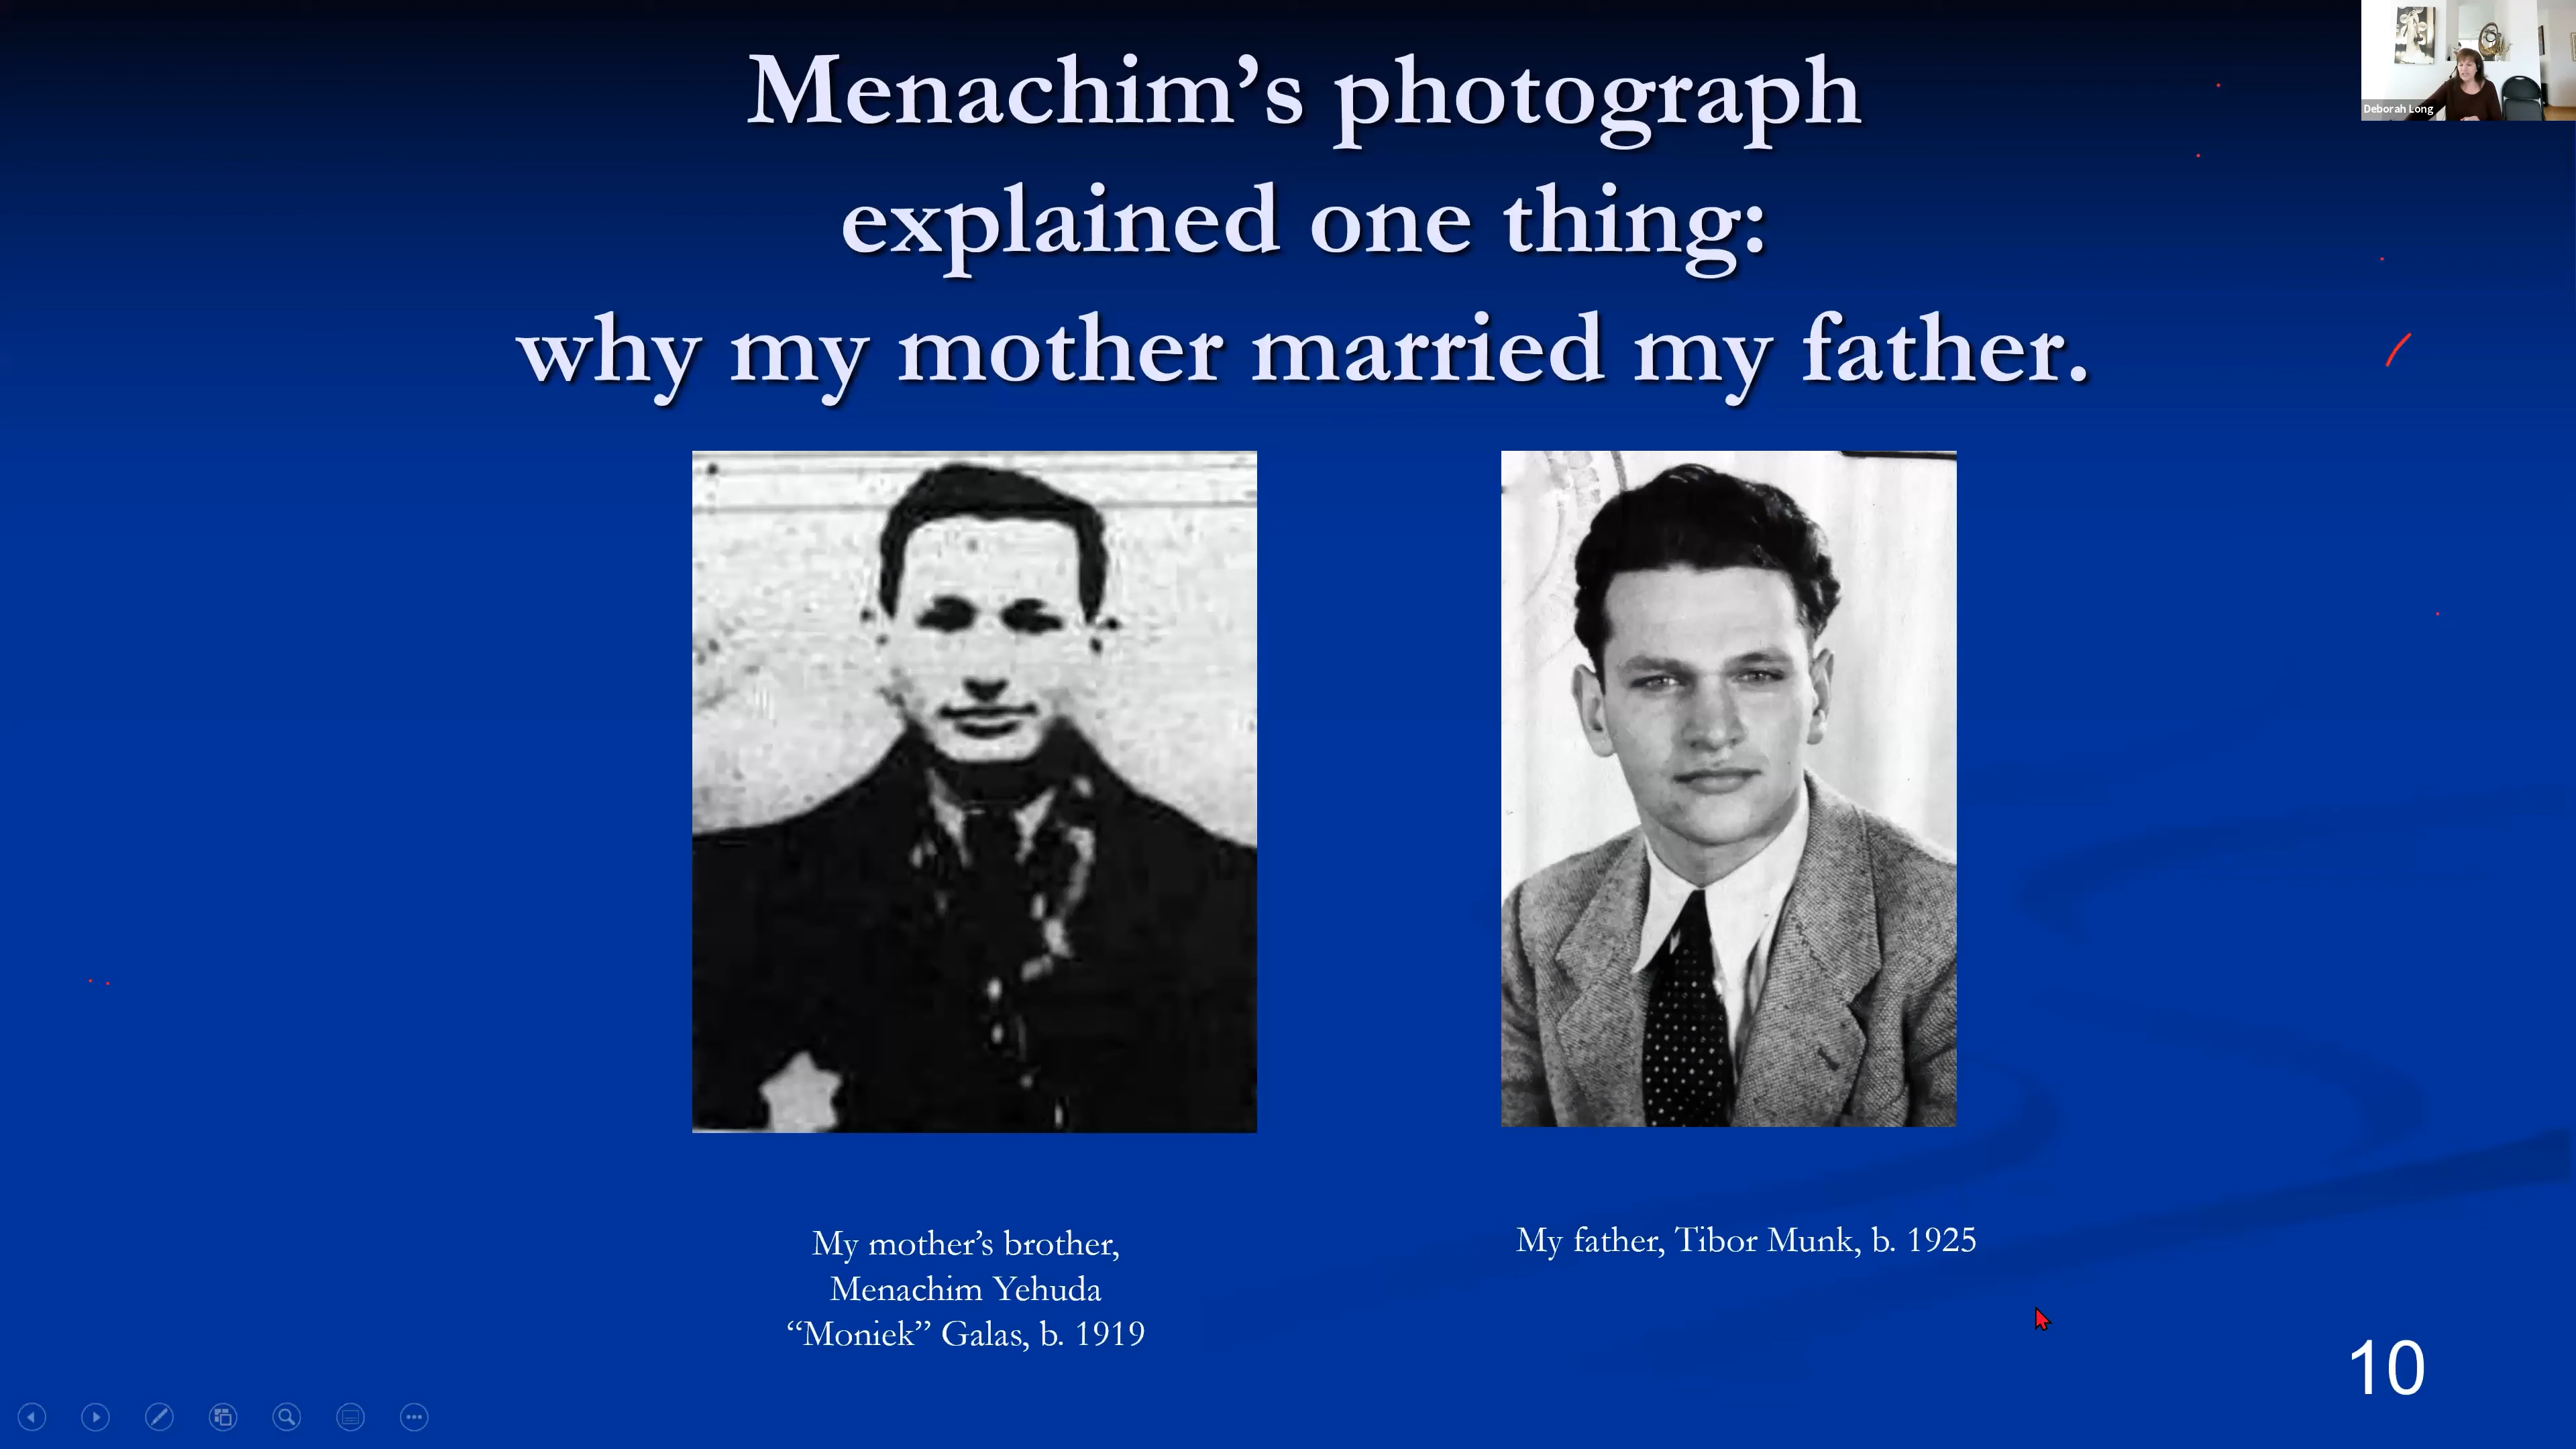 Menachim’s photograph
explained one thing:
why my mother married my father.
Deborah Long
My mother’s brother,
Menachim Yehuda
“Moniek” Galas, b. 1919
My father, Tibor Munk, b. 1925
10